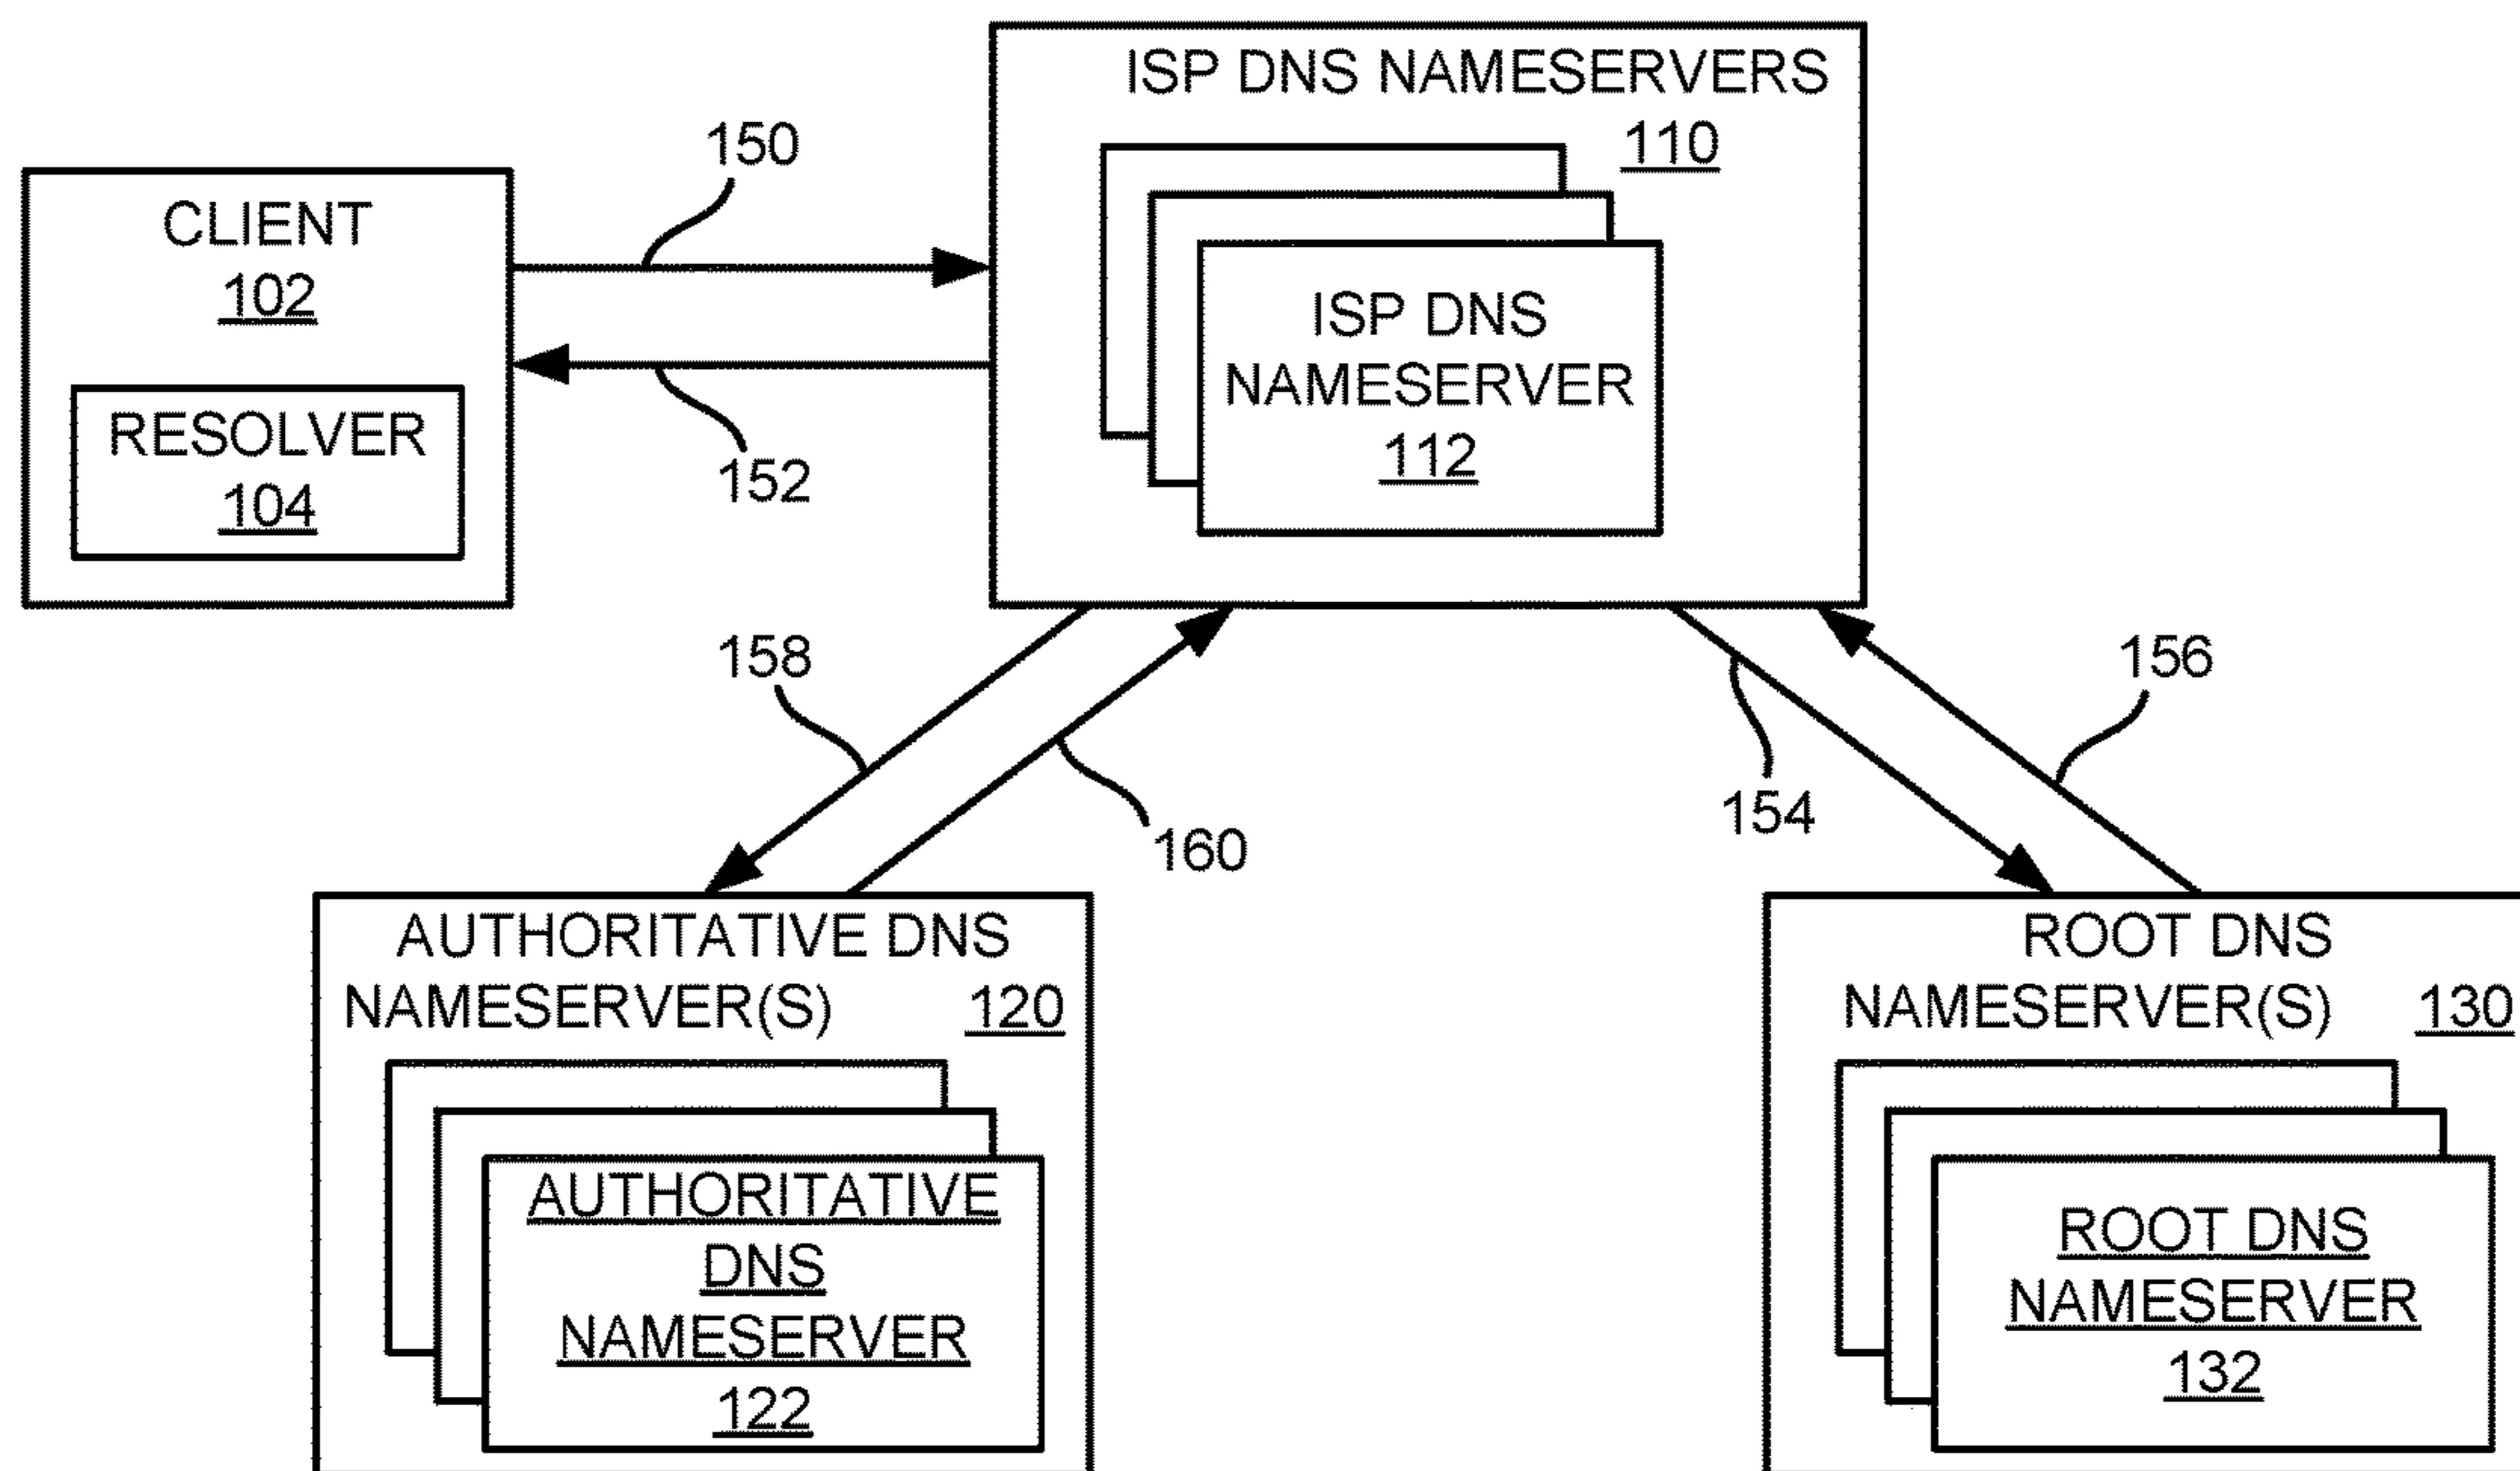 ISP DNS NAMESERVERS
110
150
CLIENT
102
ISP DNS
NAMESERVER
112
RESOLVER
104
152
158
156
154
160
AUTHORITATIVE DNS
NAMESERVER(S) 120
ROOT DNS
NAMESERVER(S) 130
AUTHORITATIVE
DNS
NAMESERVER
122
ROOT DNS
NAMESERVER
132